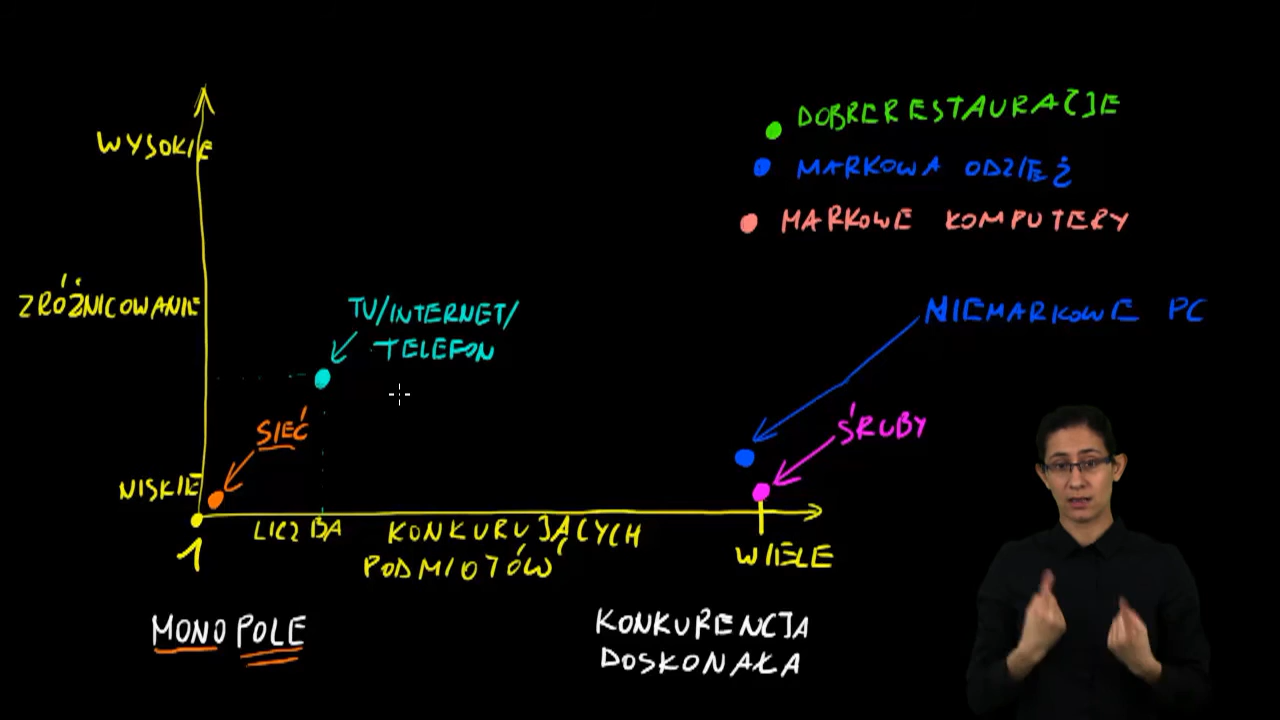 WYSOKIE
ZRÓŻNICOWANIE
NISKIE
1
LICZBA KONKURUJĄCYCH
PODMIOTÓW
WIELE
MONOPOLE
KONKURENCJA
DOSKONAŁA
SIEĆ
TV/INTERNET/
TELEFON
DOBRE RESTAURACJE
MARKOWA ODZIEŻ
MARKOWE KOMPUTERY
NIEMARKOWE PC
ŚRUBY